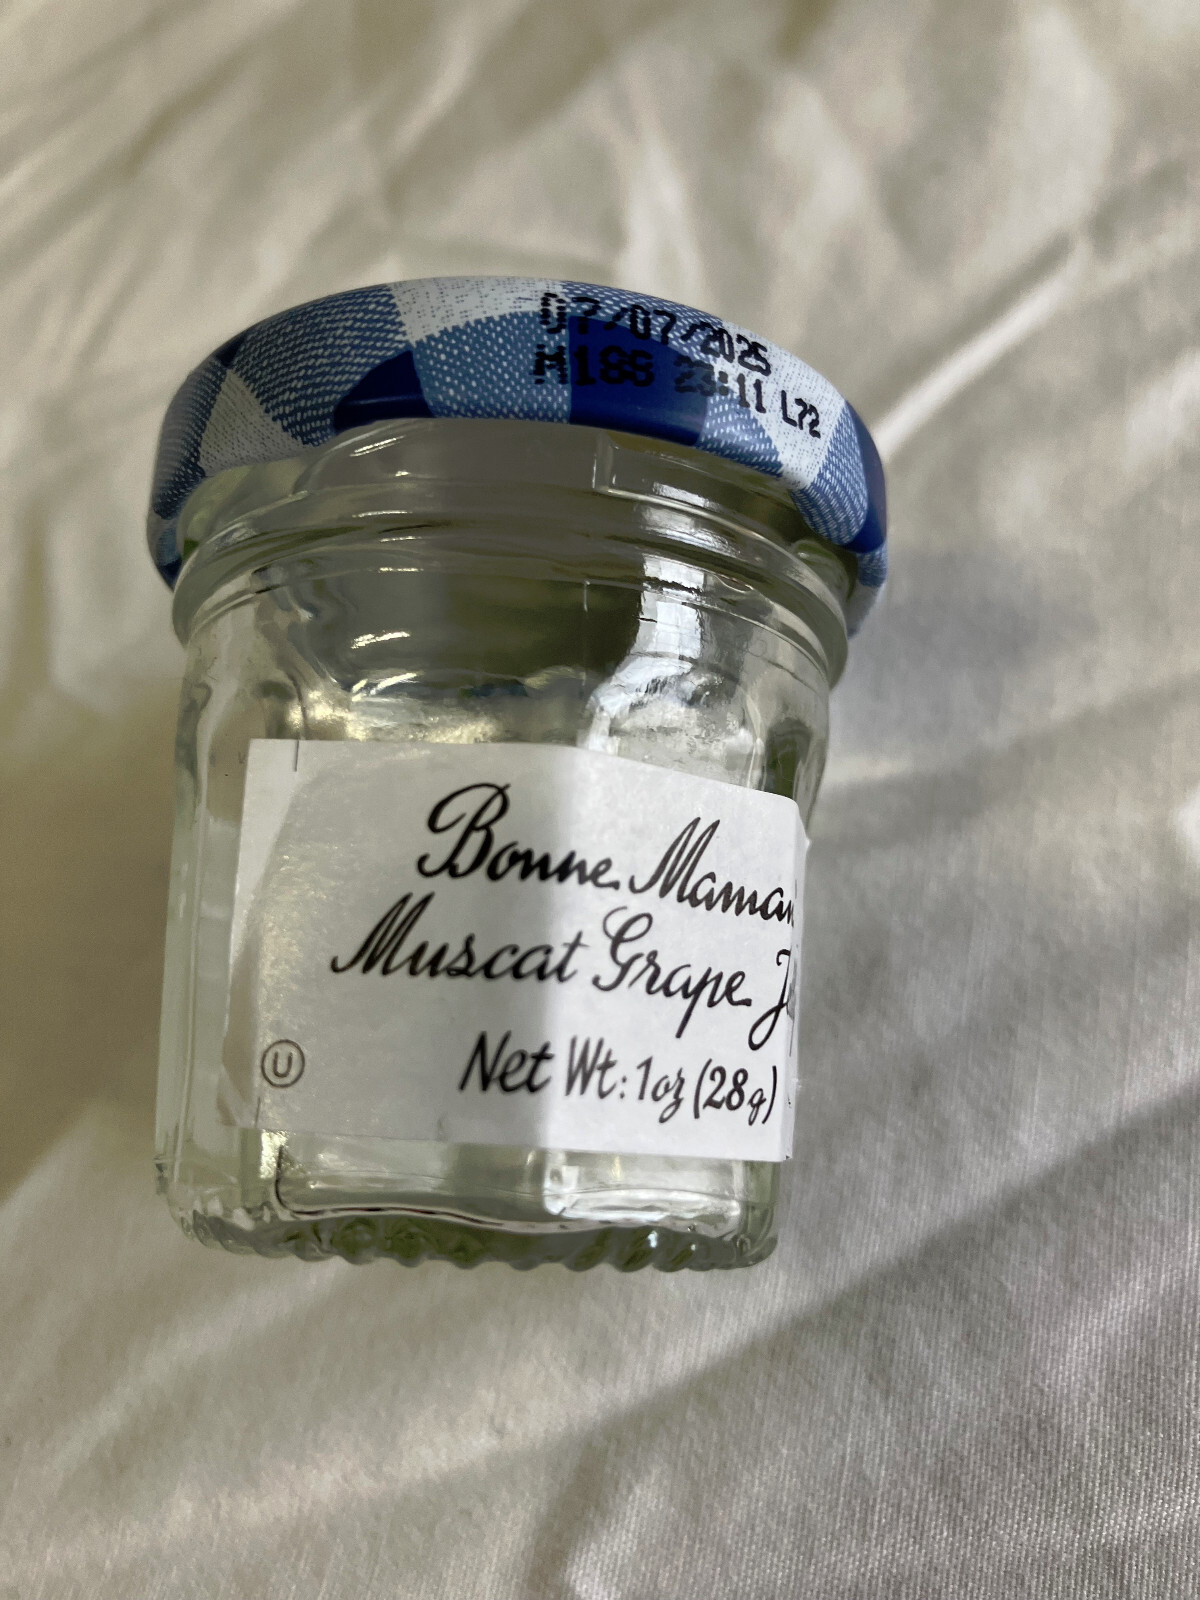 07/07/2025
M188 23:11 L72
Bonne Maman
Muscat Grape
Net Wt: 1oz (28g)
U